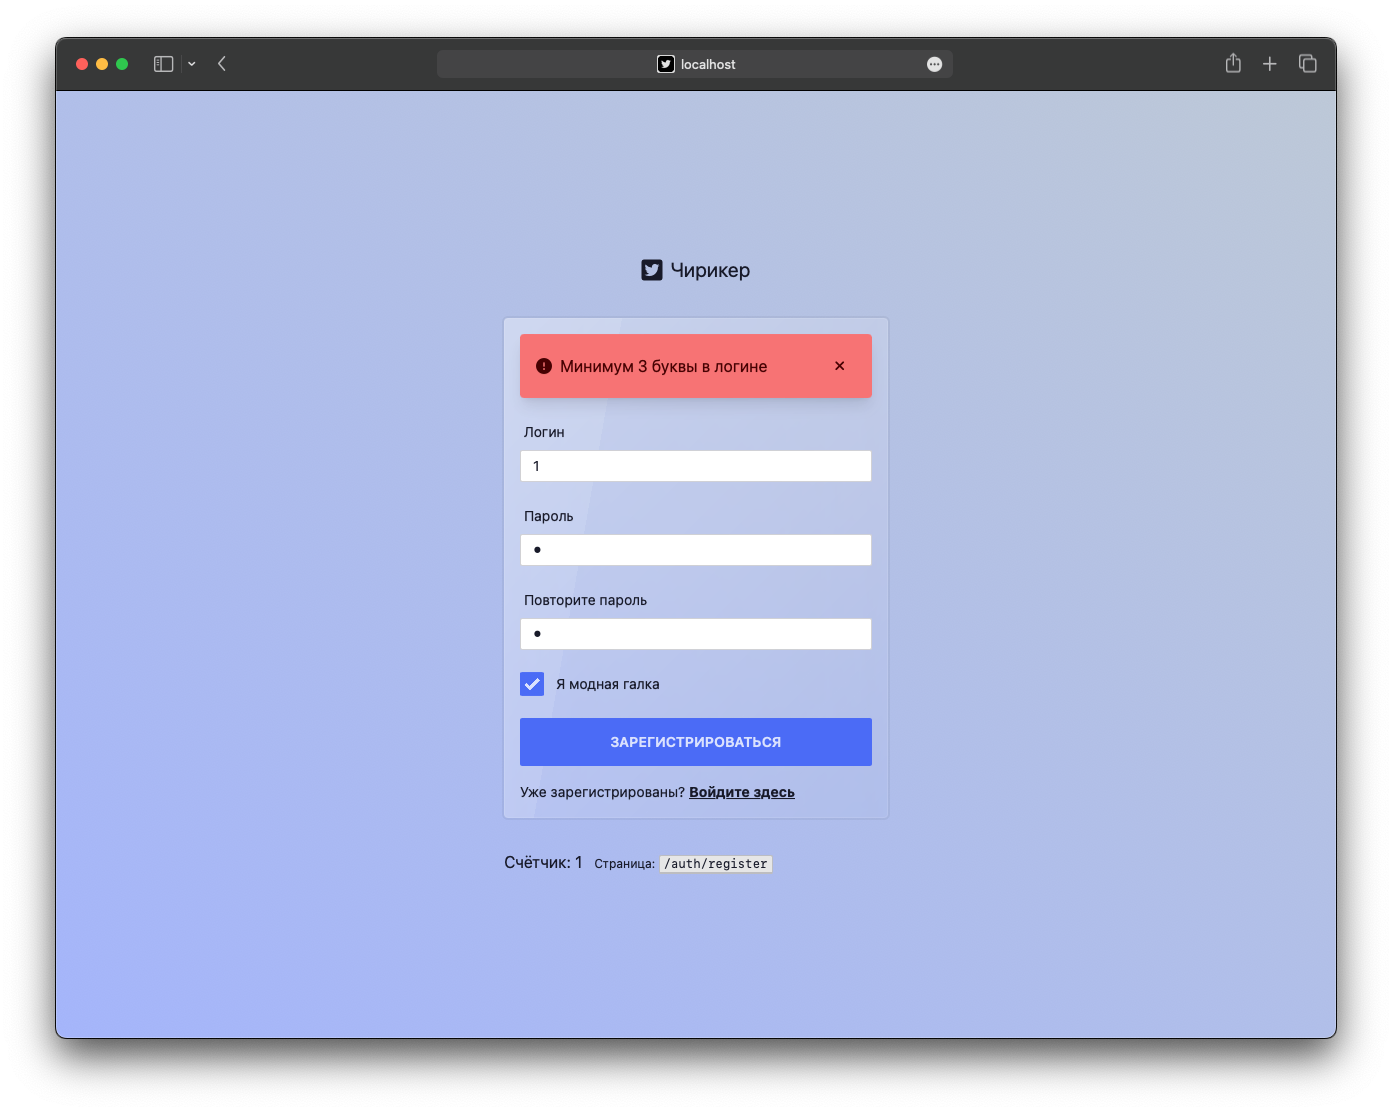 localhost
Чирикер
Минимум 3 буквы в логине
Логин
1
Пароль
Повторите пароль
Я модная галка
ЗАРЕГИСТРИРОВАТЬСЯ
Уже зарегистрированы? Войдите здесь
Счётчик: 1 Страница: /auth/register